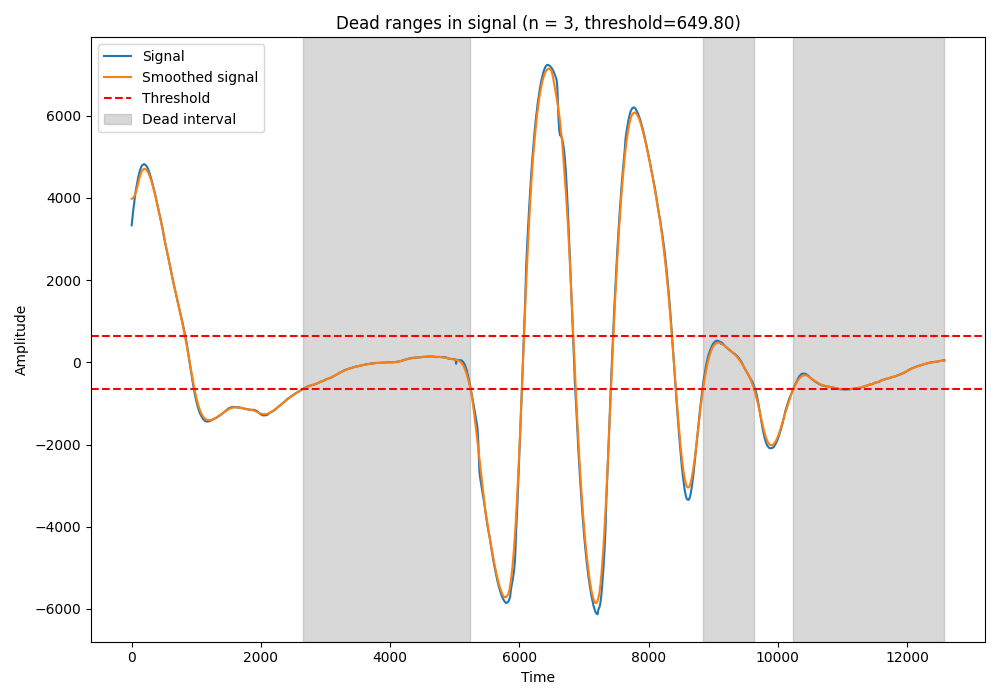 Dead ranges in signal (n = 3, threshold=649.80)
Signal
Smoothed signal
Threshold
Dead interval
Amplitude
6000
4000
2000
0
−2000
−4000
−6000
0 2000 4000 6000 8000 10000 12000
Time